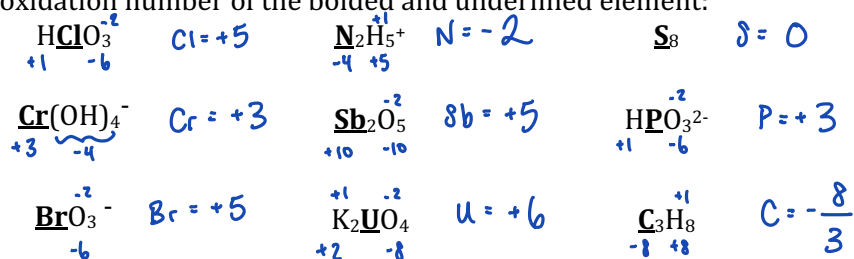 oxidation number of the bolded and underlined element:
-2 +1
HClO₃ Cl = +5 N₂H₅⁺ N = -2 S₈ S = 0
+1 -6 -4 +5
-2 -2
Cr(OH)₄⁻ Cr = +3 Sb₂O₅ Sb = +5 HPO₃²⁻ P = +3
+3 -4 +10 -10 +1 -6
-2 +1 -2 +1
BrO₃⁻ Br = +5 K₂UO₄ U = +6 C₃H₈ C = -8/3
-6 +2 -8 -8 +8